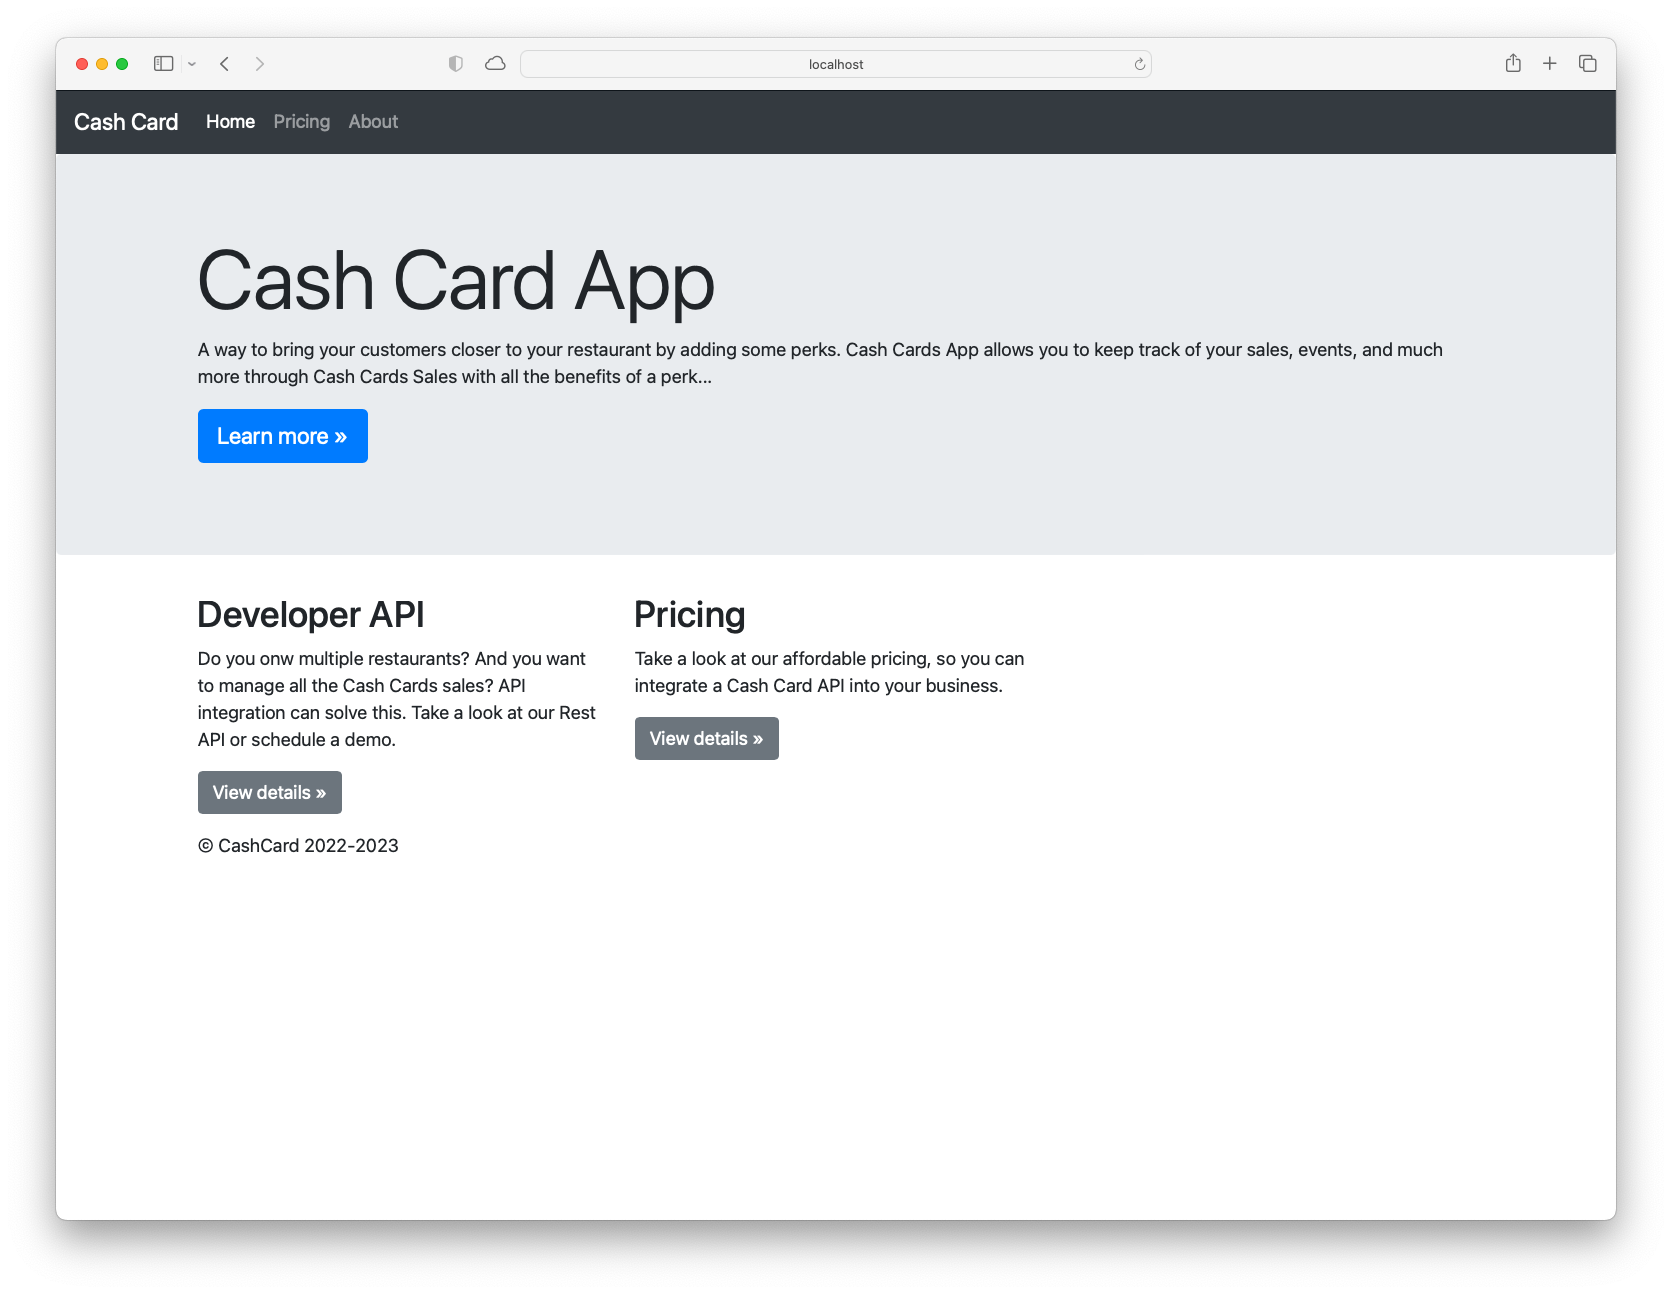 localhost
Cash Card Home Pricing About
Cash Card App
A way to bring your customers closer to your restaurant by adding some perks. Cash Cards App allows you to keep track of your sales, events, and much
more through Cash Cards Sales with all the benefits of a perk...
Learn more »
Developer API
Do you onw multiple restaurants? And you want
to manage all the Cash Cards sales? API
integration can solve this. Take a look at our Rest
API or schedule a demo.
View details »
Pricing
Take a look at our affordable pricing, so you can
integrate a Cash Card API into your business.
View details »
© CashCard 2022-2023